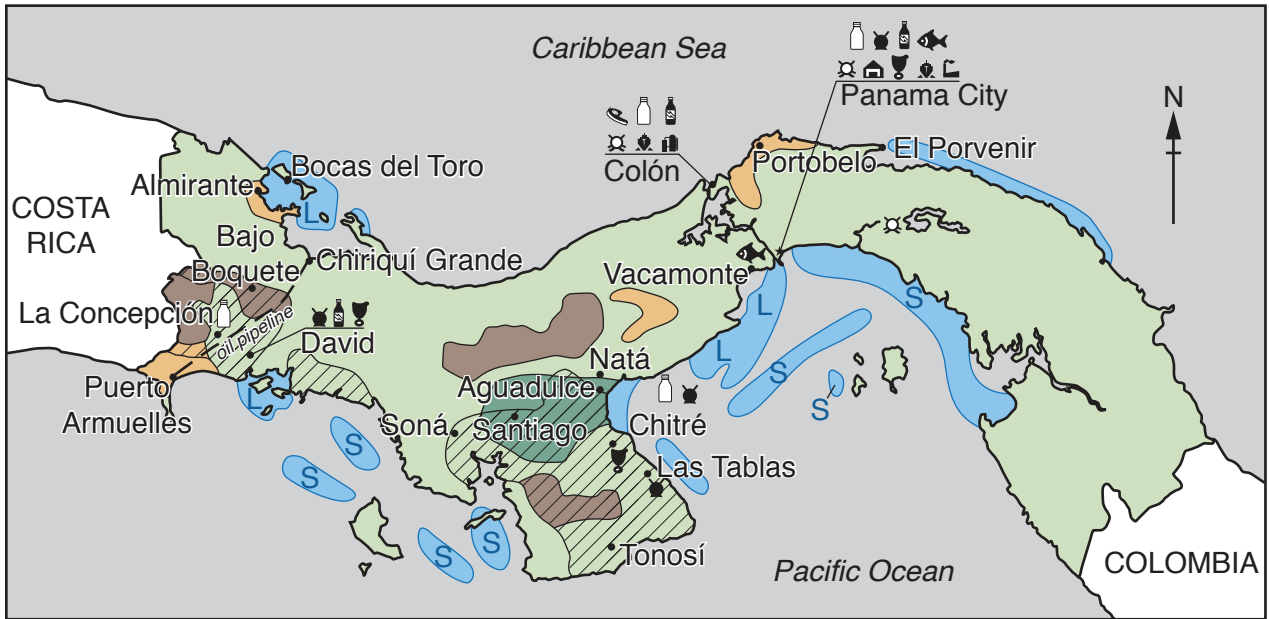 Caribbean Sea
Panama City
N
Colón
Portobelo
El Porvenir
Bocas del Toro
Almirante
L
COSTA
RICA
Bajo
Boquete
Chiriquí Grande
Vacamonte
La Concepción
oil pipeline
David
L
S
L
S
S
Natá
Puerto
Armuelles
L
Aguadulce
Soná
Santiago
Chitré
S
S
Las Tablas
S
S
Tonosí
Pacific Ocean
COLOMBIA